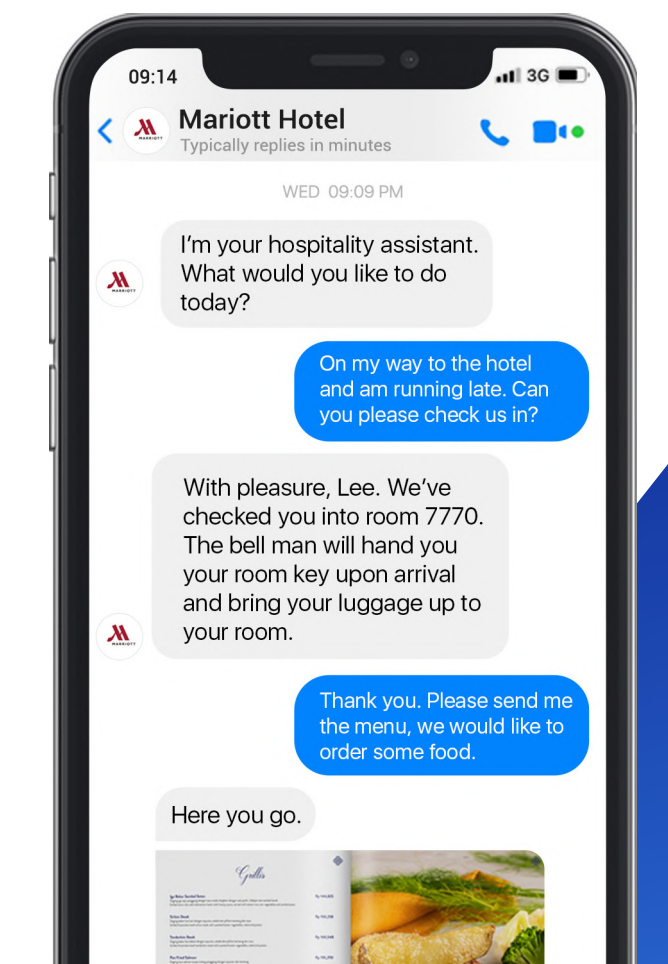 09:14
3G
Mariott Hotel
Typically replies in minutes
MARRIOTT
WED 09:09 PM
I'm your hospitality assistant.
What would you like to do
today?
MARRIOTT
On my way to the hotel
and am running late. Can
you please check us in?
With pleasure, Lee. We've
checked you into room 7770.
The bell man will hand you
your room key upon arrival
and bring your luggage up to
your room.
MARRIOTT
Thank you. Please send me
the menu, we would like to
order some food.
Here you go.
Grilles